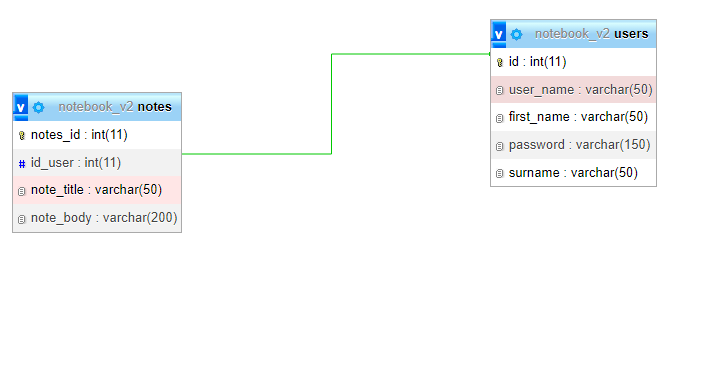 v notebook_v2 users
id : int(11)
user_name : varchar(50)
first_name : varchar(50)
password : varchar(150)
surname : varchar(50)
v notebook_v2 notes
notes_id : int(11)
# id_user : int(11)
note_title : varchar(50)
note_body : varchar(200)